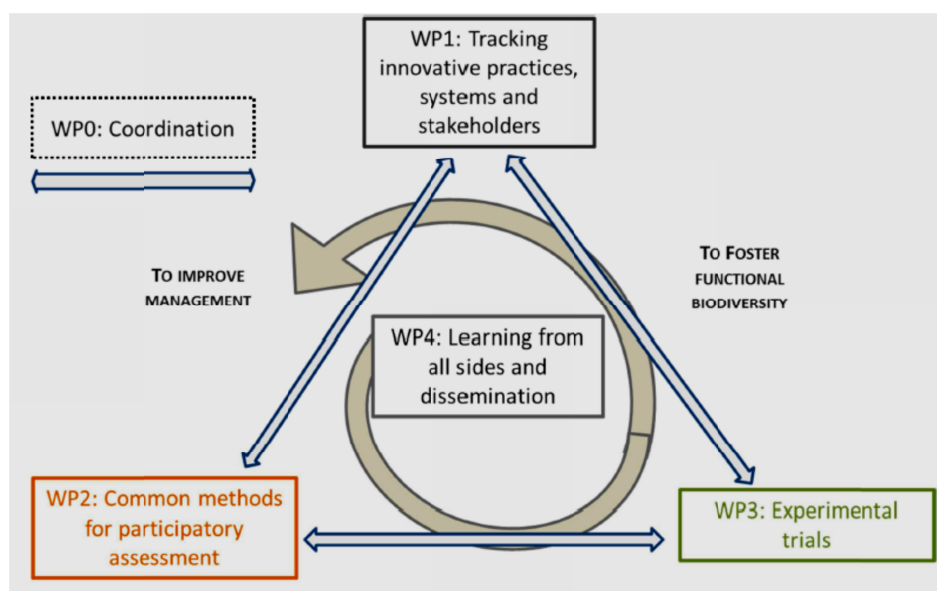 WP1: Tracking
innovative practices,
systems and
stakeholders
WP0: Coordination
TO IMPROVE
MANAGEMENT
TO FOSTER
FUNCTIONAL
BIODIVERSITY
WP4: Learning from
all sides and
dissemination
WP2: Common methods
for participatory
assessment
WP3: Experimental
trials